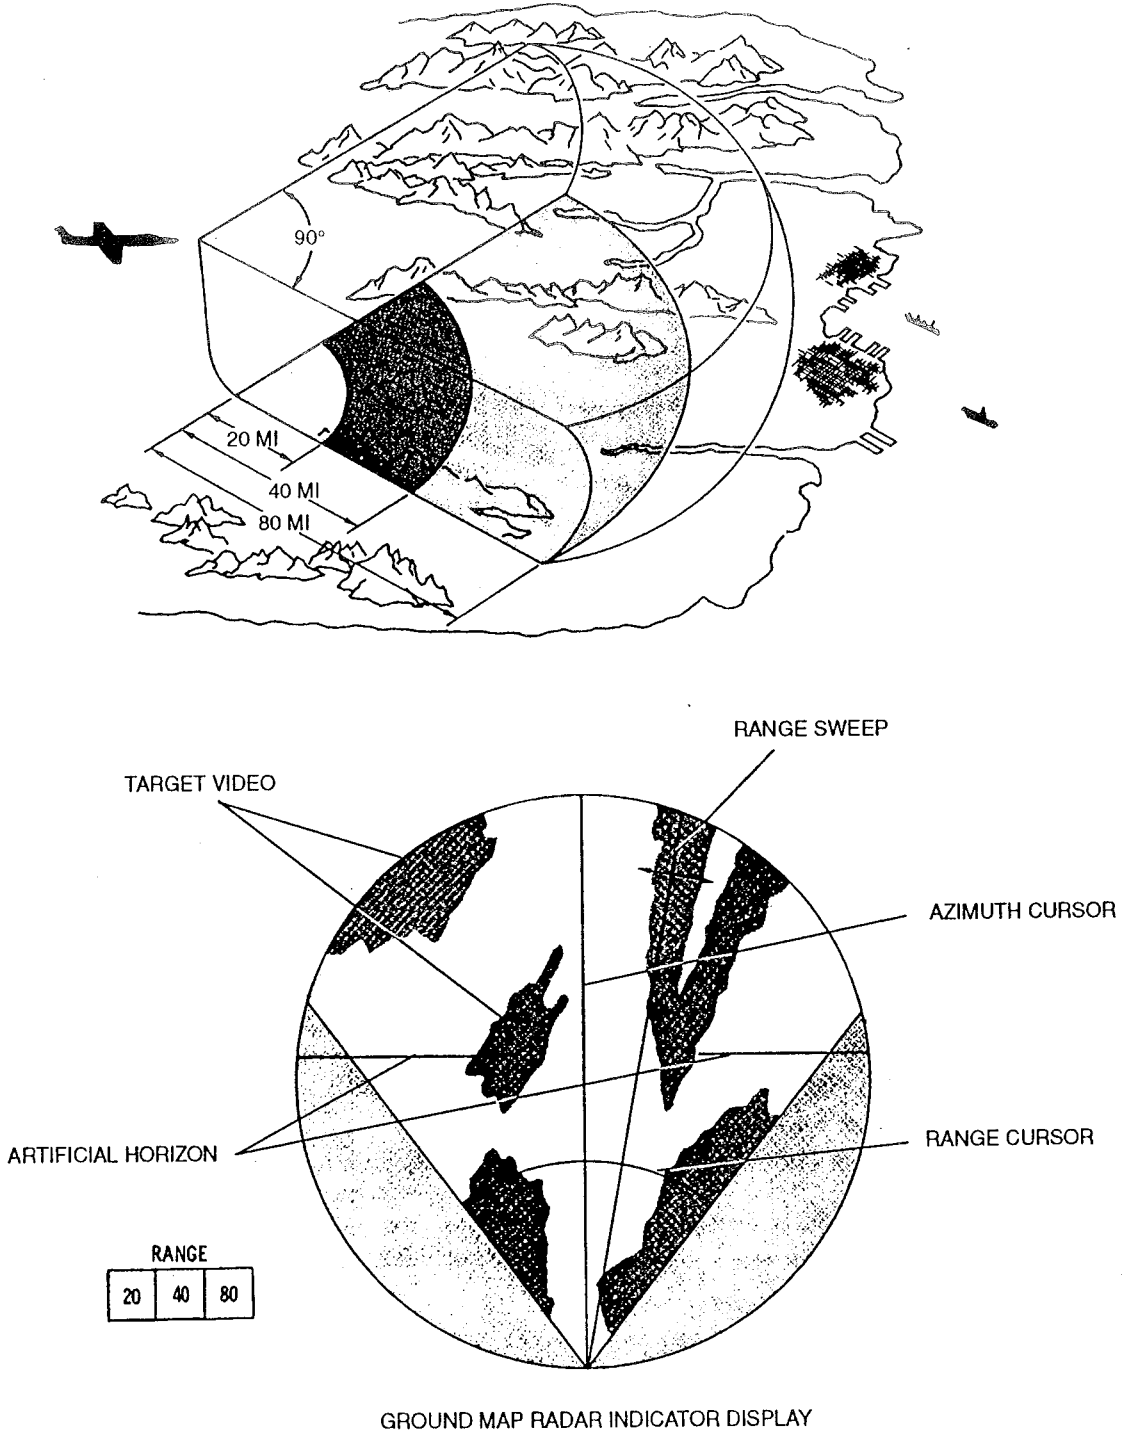 90°
20 MI
40 MI
80 MI
RANGE SWEEP
TARGET VIDEO
AZIMUTH CURSOR
RANGE CURSOR
ARTIFICIAL HORIZON
RANGE
20 40 80
GROUND MAP RADAR INDICATOR DISPLAY